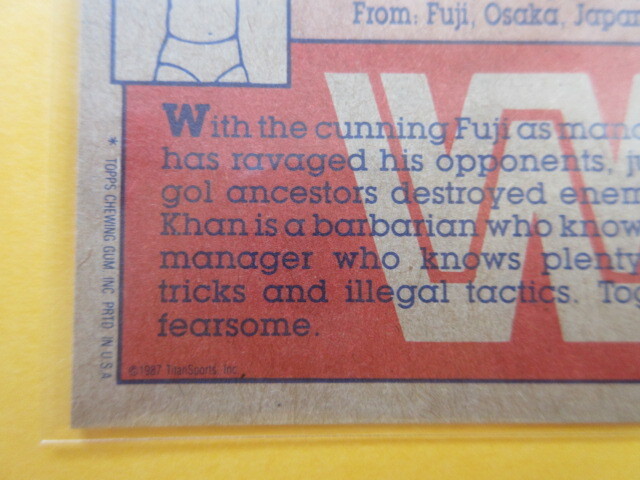 From: Fuji, Osaka, Japan
With the cunning Fuji as mana
has ravaged his opponents, j
gol ancestors destroyed enem
Khan is a barbarian who know
manager who knows plenty
tricks and illegal tactics. Tog
fearsome.
* TOPPS CHEWING GUM, INC. PRTD. IN U.S.A.
©1987 TitanSports, Inc.